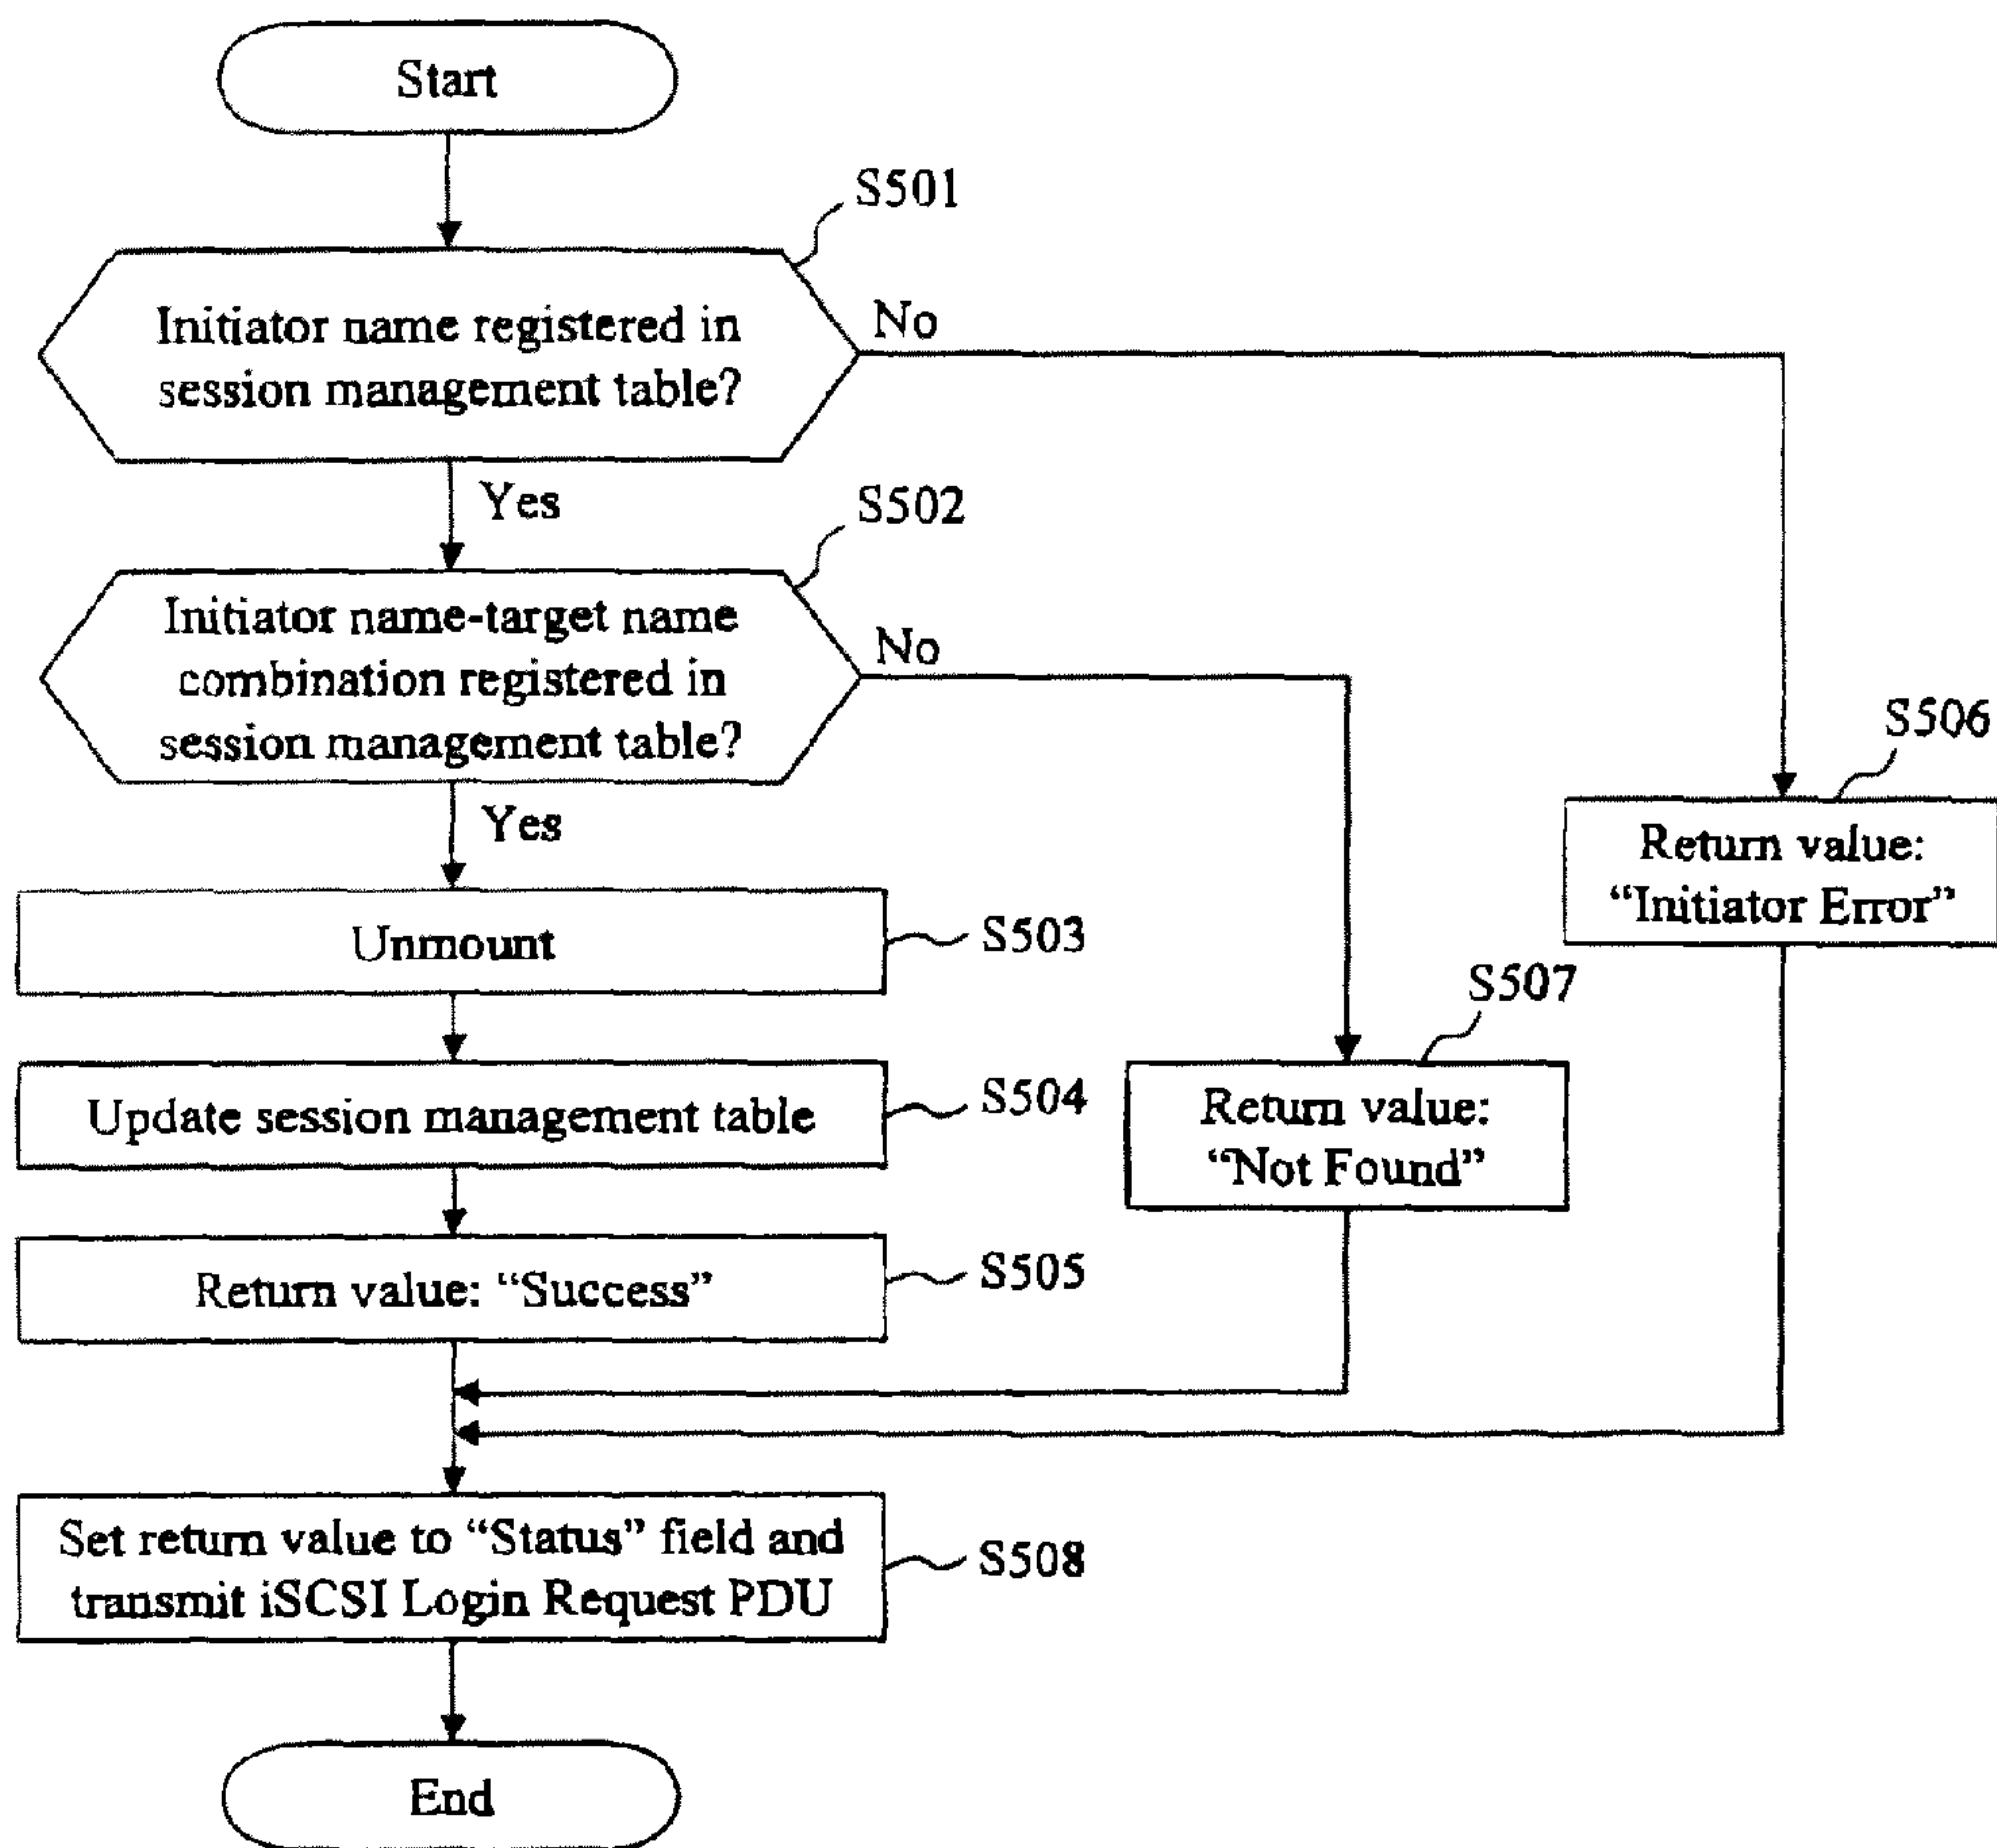 Start
S501
Initiator name registered in
session management table?
No
Yes
S502
Initiator name-target name
combination registered in
session management table?
No
Yes
S506
Return value:
“Initiator Error”
Unmount
S503
S507
Return value:
“Not Found”
Update session management table
S504
Return value: “Success”
S505
Set return value to “Status” field and
transmit iSCSI Login Request PDU
S508
End